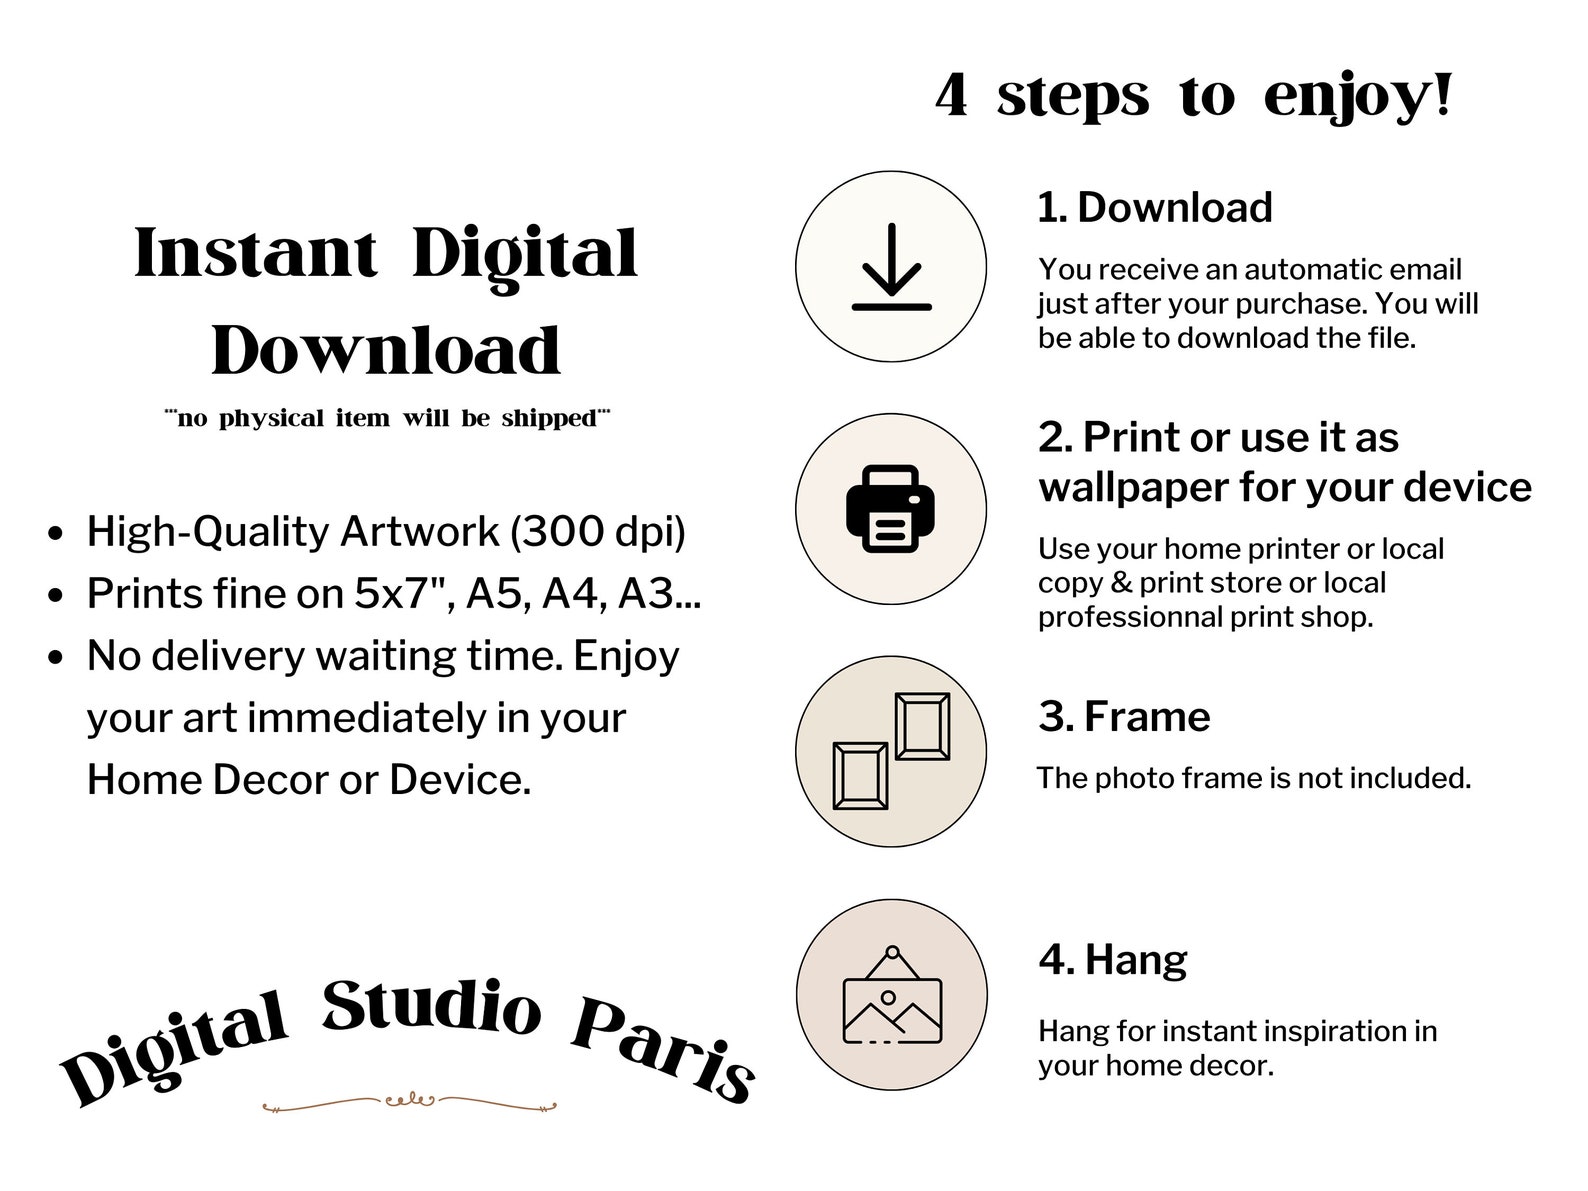 Instant Digital
Download
***no physical item will be shipped***
• High-Quality Artwork (300 dpi)
• Prints fine on 5x7", A5, A4, A3...
• No delivery waiting time. Enjoy
your art immediately in your
Home Decor or Device.
Digital Studio Paris
4 steps to enjoy!
1. Download
You receive an automatic email
just after your purchase. You will
be able to download the file.
2. Print or use it as
wallpaper for your device
Use your home printer or local
copy & print store or local
professionnal print shop.
3. Frame
The photo frame is not included.
4. Hang
Hang for instant inspiration in
your home decor.